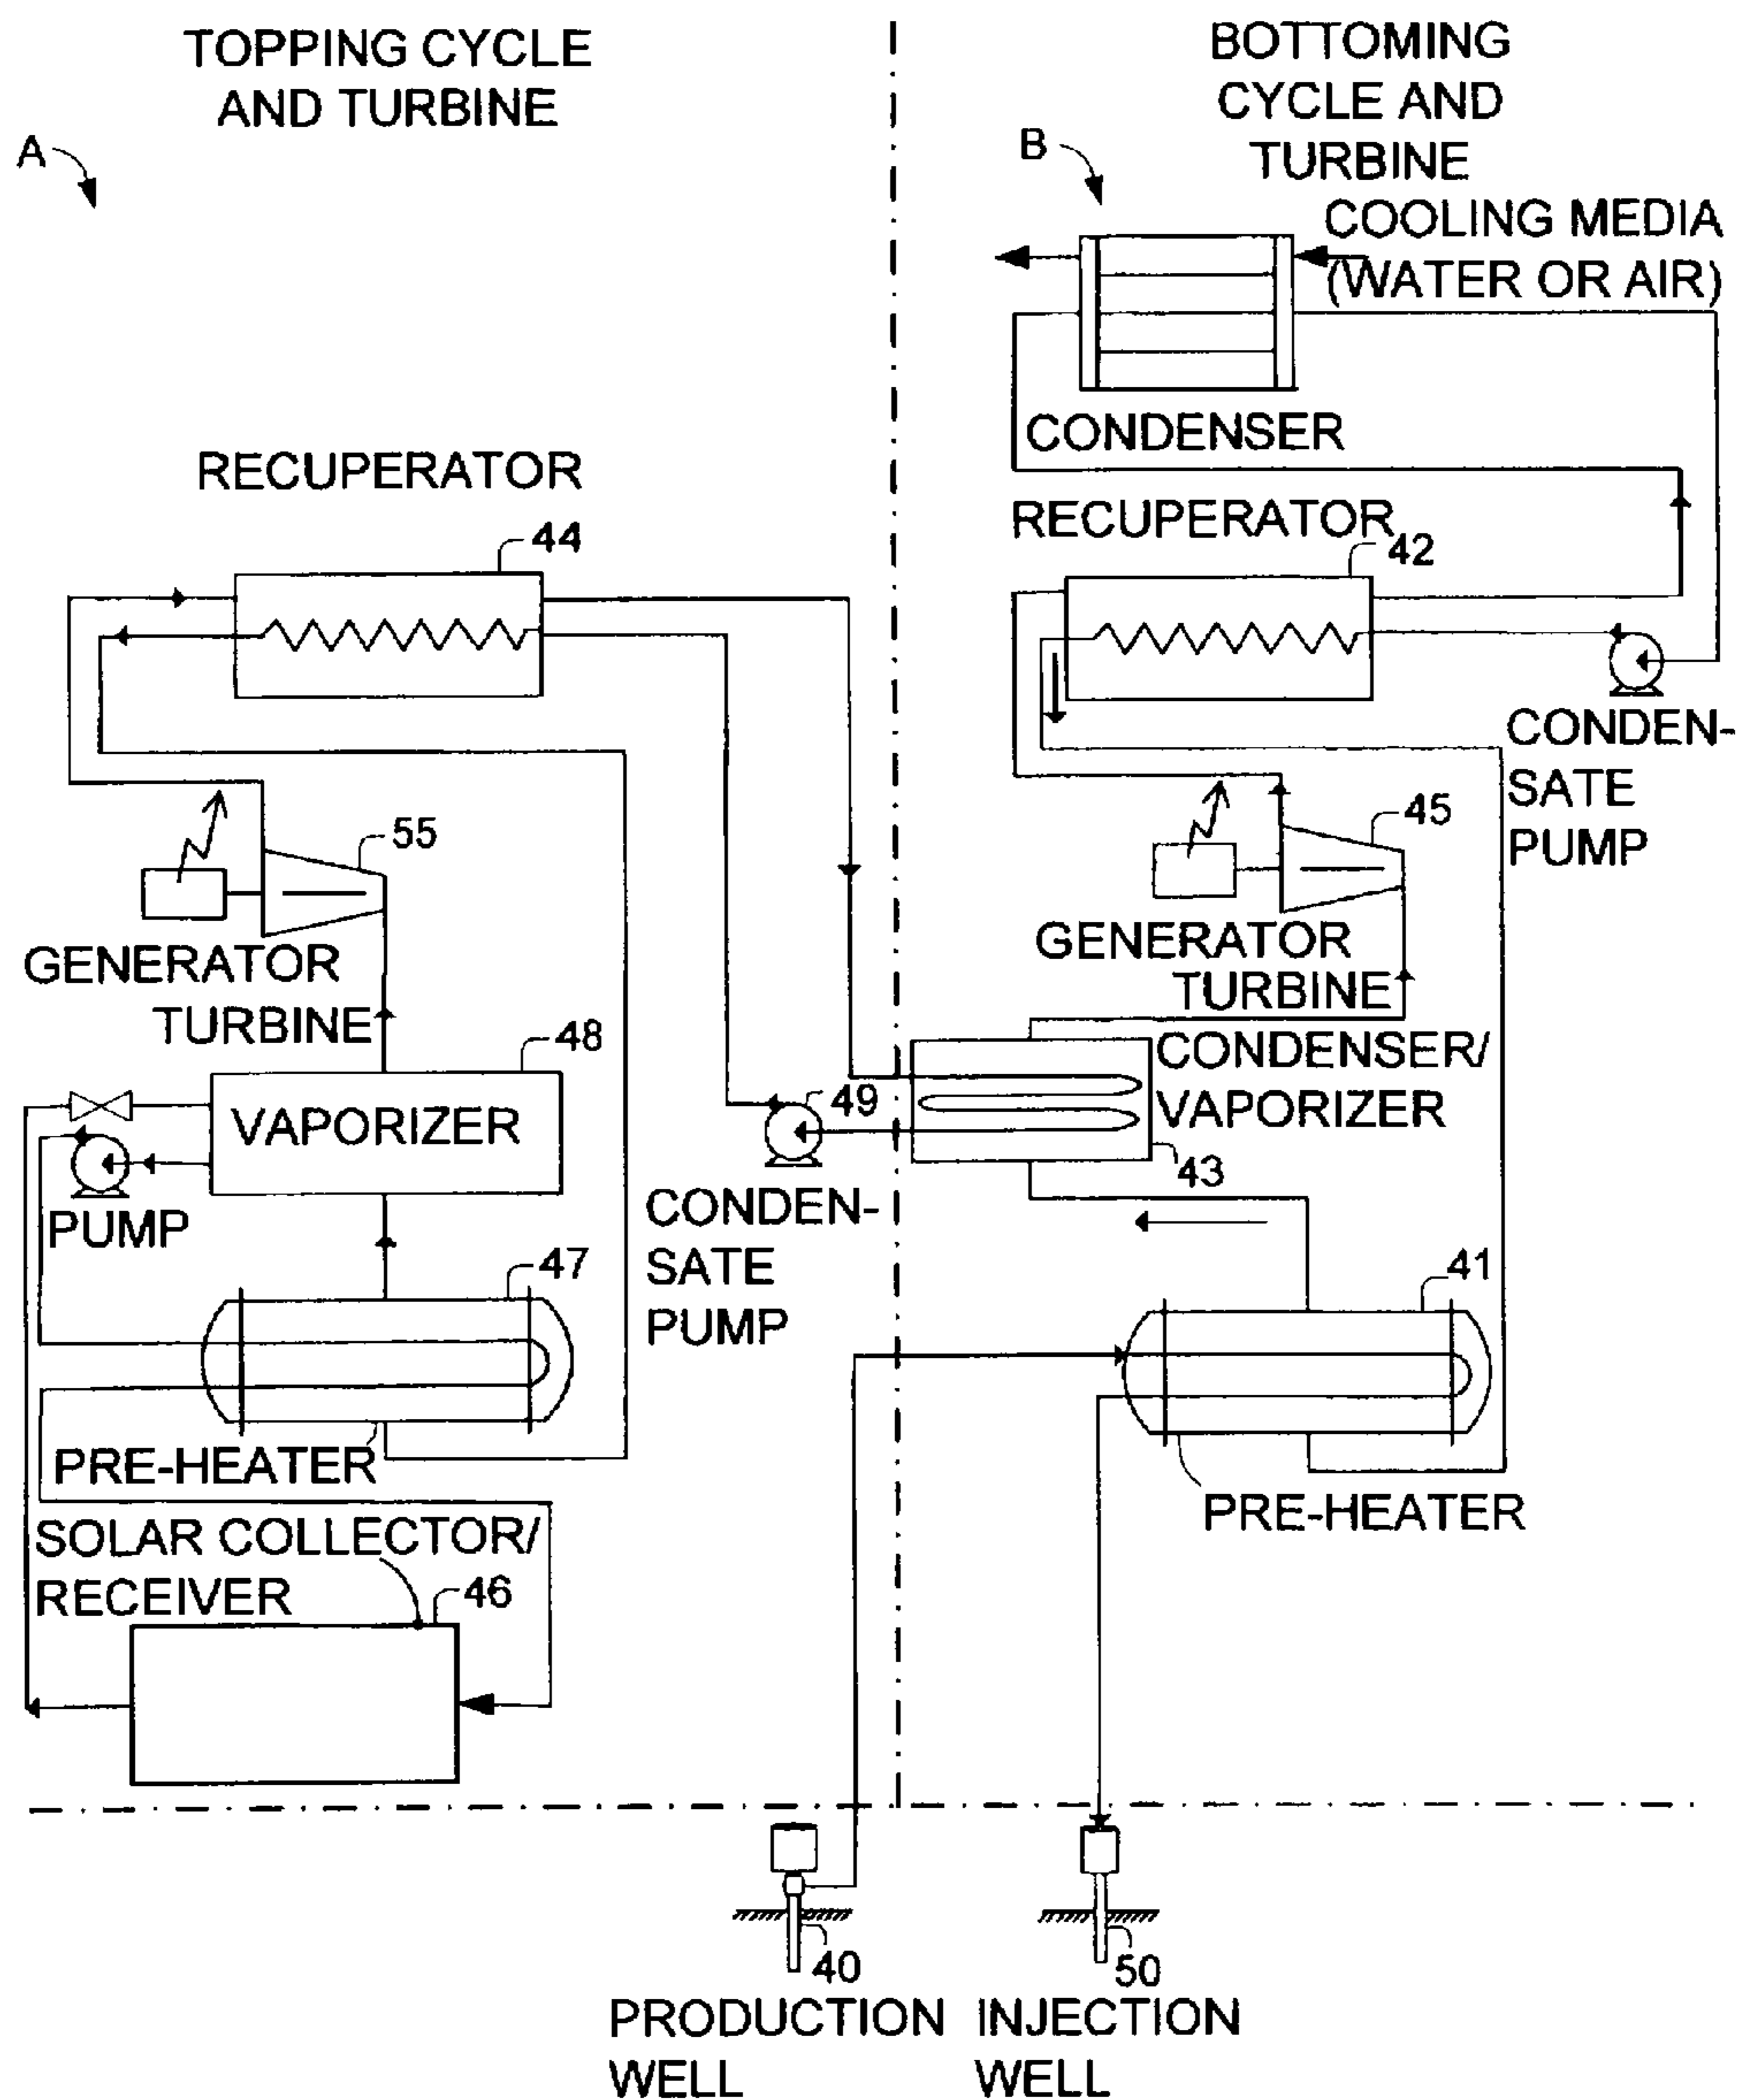 TOPPING CYCLE
AND TURBINE
A
BOTTOMING
CYCLE AND
TURBINE
B
COOLING MEDIA
(WATER OR AIR)
CONDENSER
RECUPERATOR
44
RECUPERATOR
42
CONDEN-
SATE
PUMP
55
GENERATOR
TURBINE
45
GENERATOR
TURBINE
48
VAPORIZER
PUMP
49
CONDEN-
SATE
PUMP
CONDENSER/
VAPORIZER
43
47
PRE-HEATER
41
PRE-HEATER
SOLAR COLLECTOR/
RECEIVER
46
40
PRODUCTION
WELL
50
INJECTION
WELL